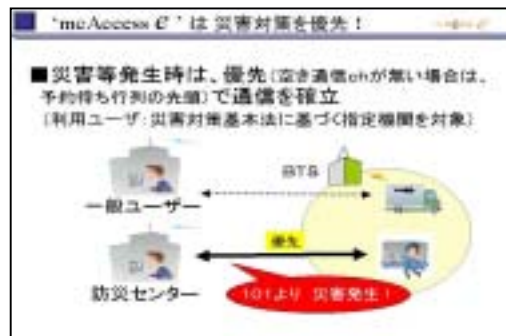 ‘mcAccess e’は災害対策を優先！
■災害等発生時は、優先（空き通信chが無い場合は、
予約待ち行列の先頭）で通信を確立
（利用ユーザ：災害対策基本法に基づく指定機関を対象）
BTS
一般ユーザー
優先
防災センター
101より 災害発生！